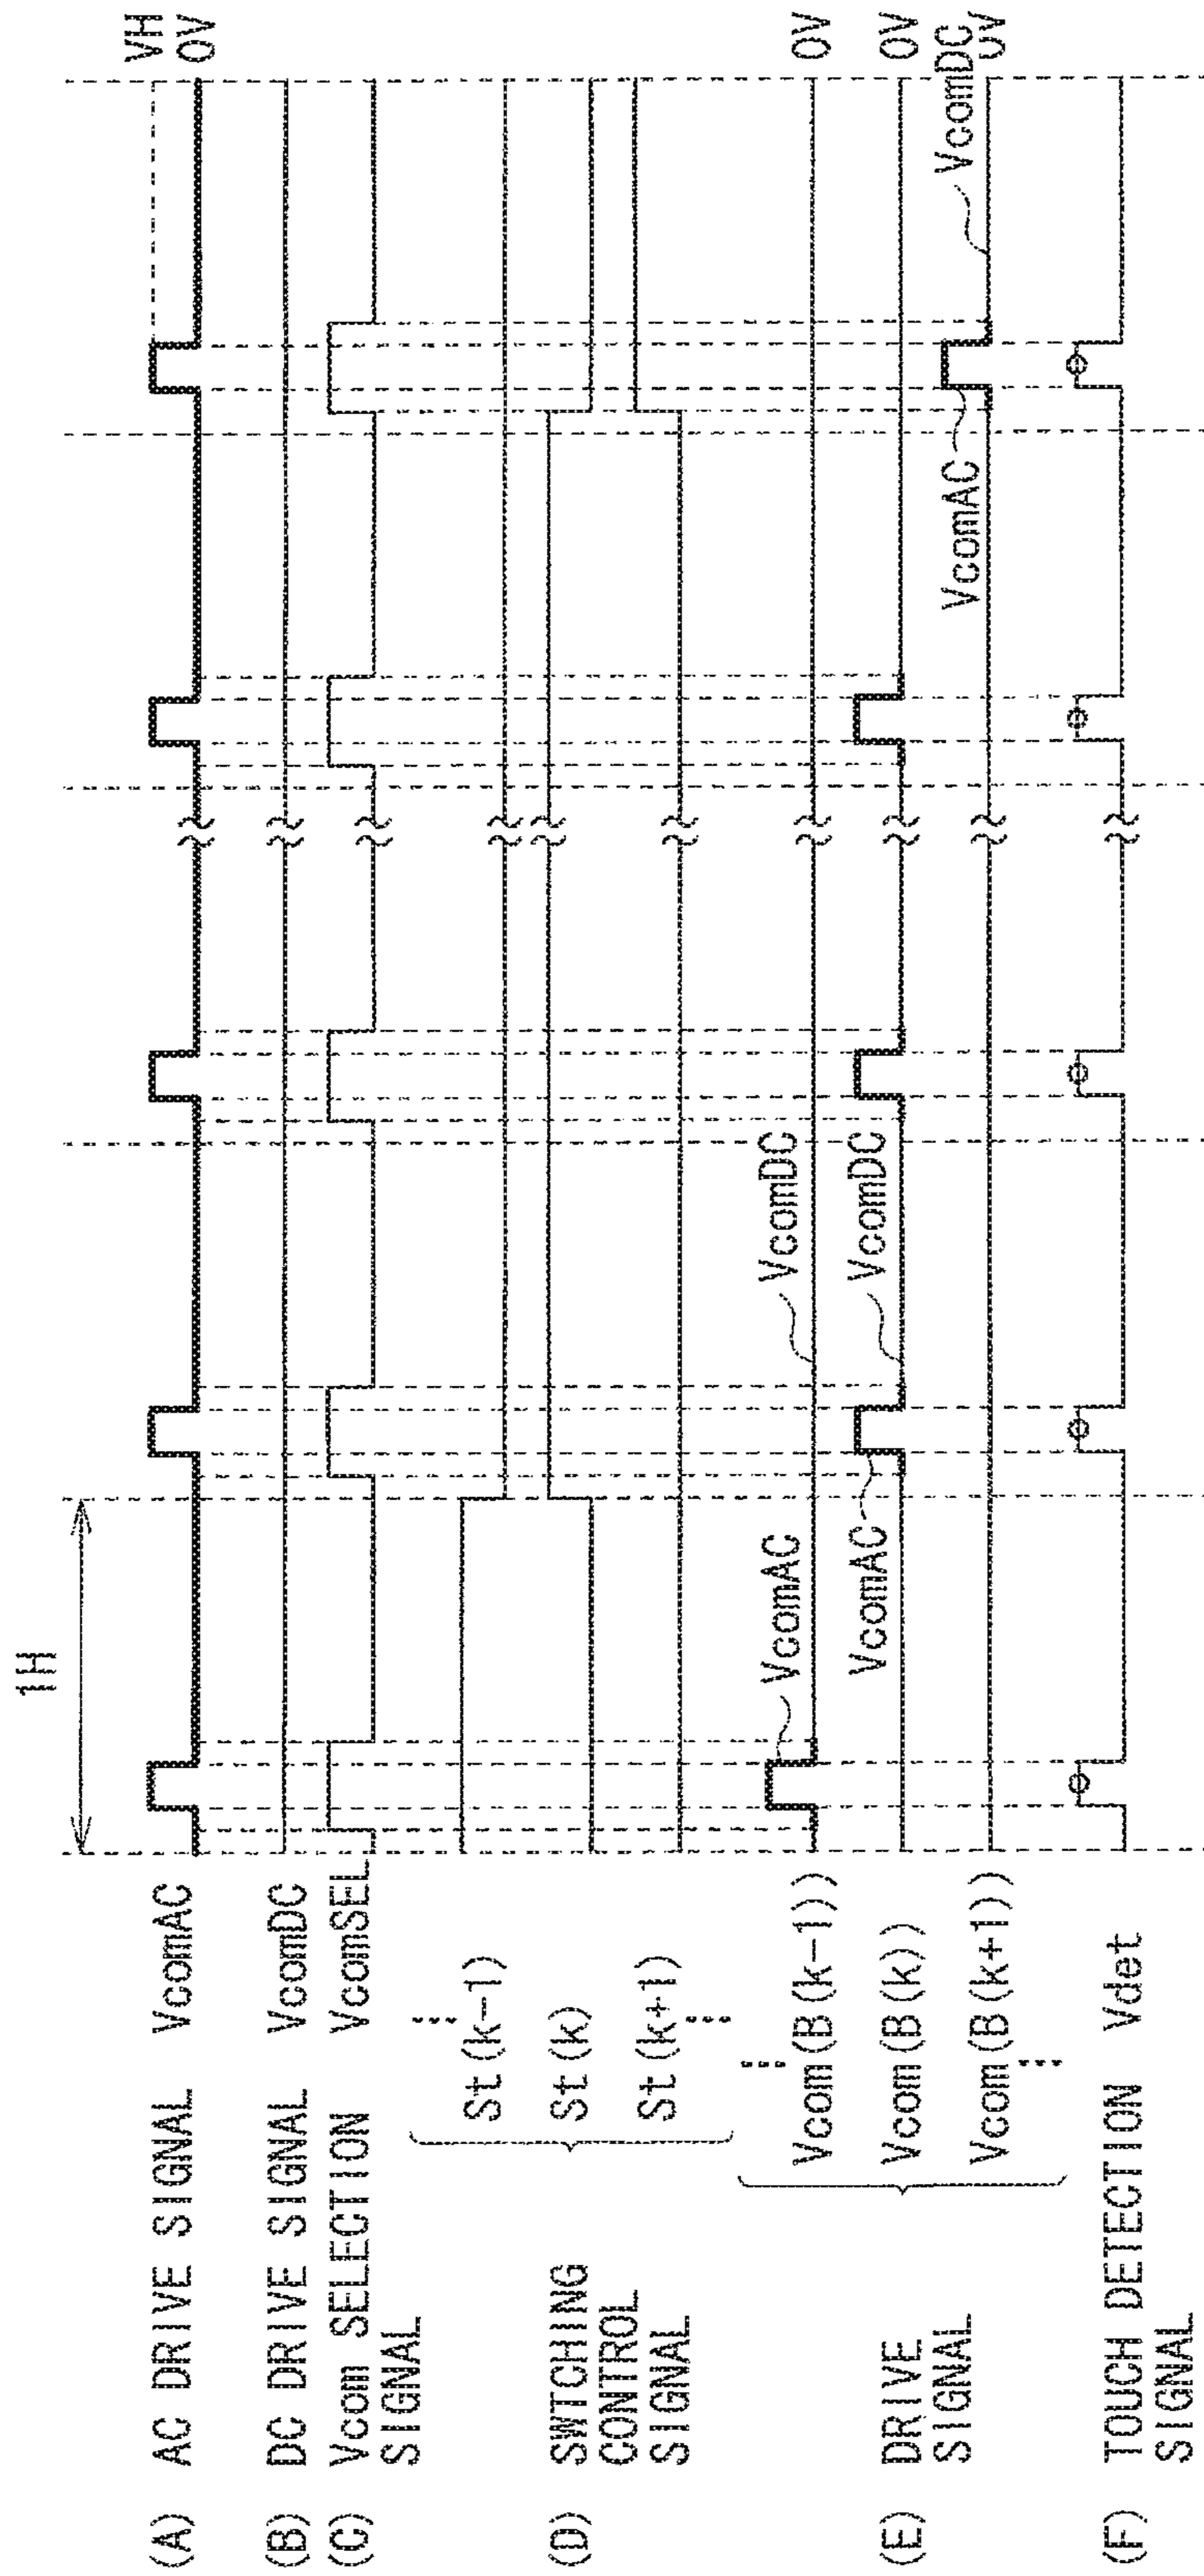 1H
(A) AC DRIVE SIGNAL VcomAC
VH
0V
(B) DC DRIVE SIGNAL VcomDC
(C) Vcom SELECTION VcomSEL
SIGNAL
(D) SWTCHING
CONTROL
SIGNAL
St(k-1)
St(k)
St(k+1)
(E) DRIVE
SIGNAL
Vcom(B(k-1))
VcomAC
VcomDC
0V
Vcom(B(k))
VcomAC
VcomDC
0V
Vcom(B(k+1))
VcomAC
VcomDC
0V
(F) TOUCH DETECTION Vdet
SIGNAL